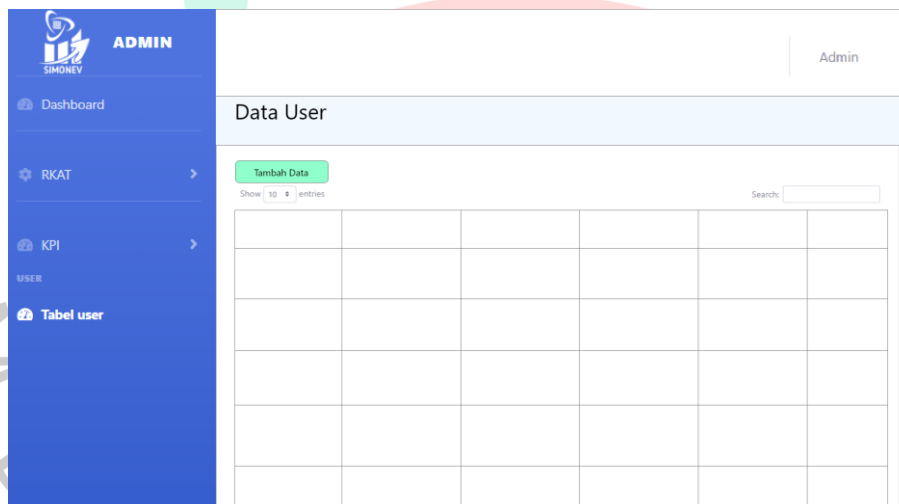 SIMONEV
ADMIN
Admin
Dashboard
RKAT
KPI
USER
Tabel user
Data User
Tambah Data
Show 10 entries
Search: